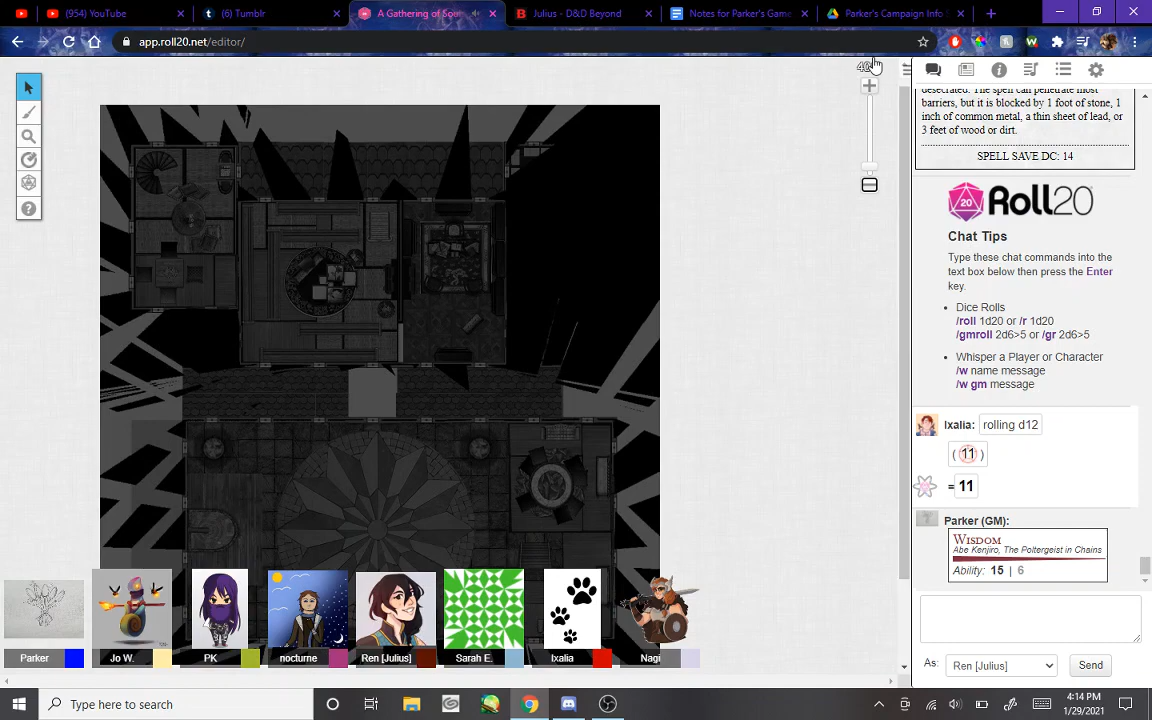 (954) YouTube
(6) Tumblr
A Gathering of Sou
Julius - D&D Beyond
Notes for Parker's Game
Parker's Campaign Info
app.roll20.net/editor/
desecrated. The spell can penetrate most
barriers, but it is blocked by 1 foot of stone, 1
inch of common metal, a thin sheet of lead, or
3 feet of wood or dirt.
SPELL SAVE DC: 14
20 Roll20
Chat Tips
Type these chat commands into the
text box below then press the Enter
key.
Dice Rolls
/roll 1d20 or /r 1d20
/gmroll 2d6>5 or /gr 2d6>5
Whisper a Player or Character
/w name message
/w gm message
Ixalia: rolling d12
(11)
=11
Parker (GM):
WISDOM
Abe Kenjiro, The Poltergeist in Chains
Ability: 15 | 6
Parker
Jo W.
PK
nocturne
Ren [Julius]
Sarah E.
Ixalia
Nagi
As: Ren [Julius] Send
Type here to search
4:14 PM
1/29/2021